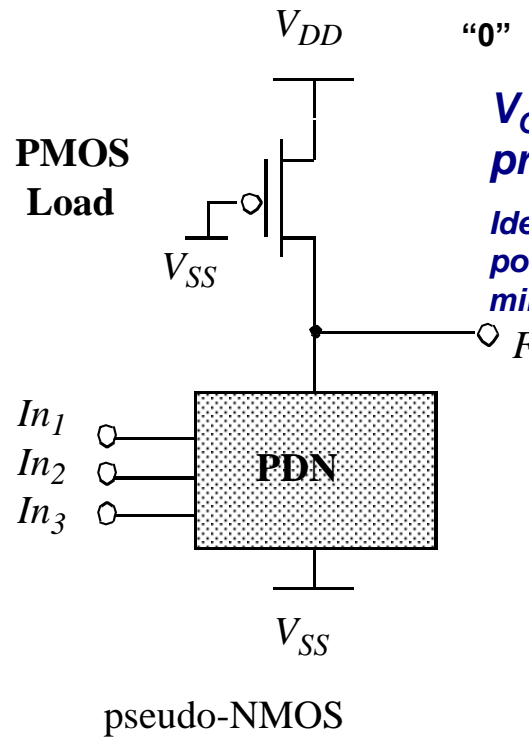 V_DD “0”
PMOS
Load
V_SS
F
In_1
In_2
In_3
PDN
V_SS
pseudo-NMOS